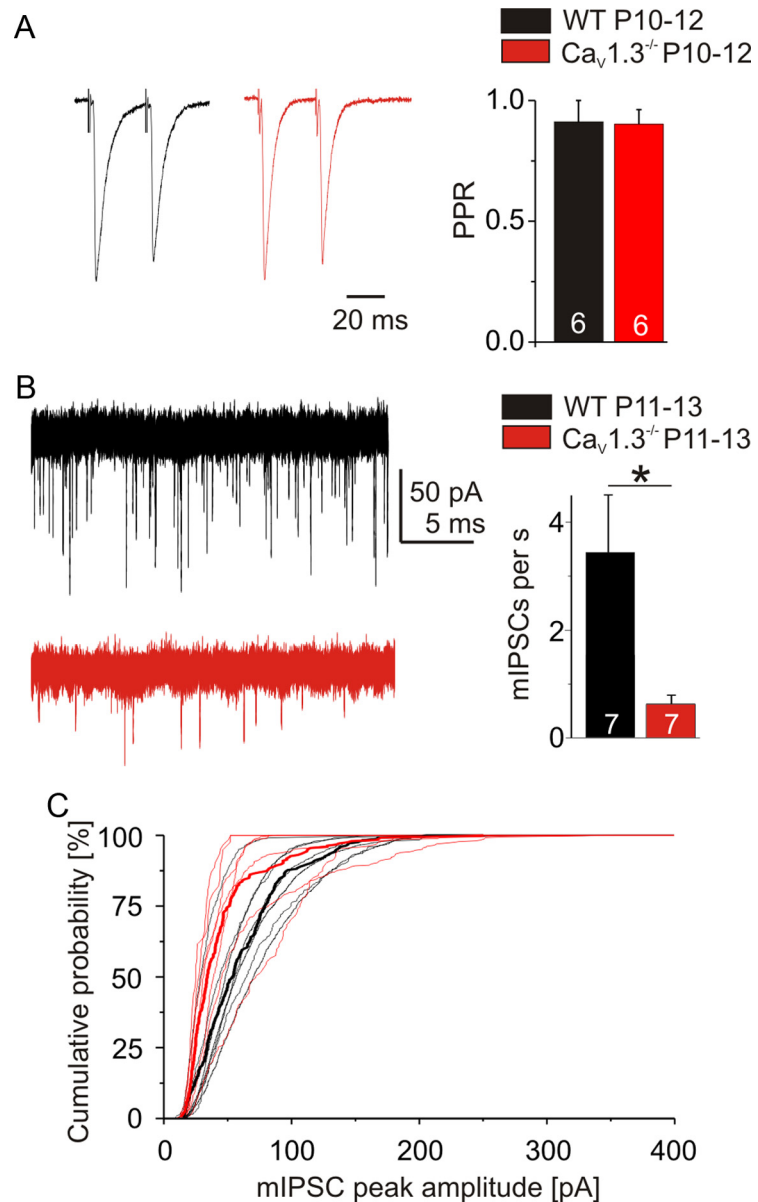 A
WT P10-12
Caᵥ1.3⁻/⁻ P10-12
1.0
0.5
0.0
PPR
6
6
20 ms
B
WT P11-13
Caᵥ1.3⁻/⁻ P11-13
50 pA
5 ms
*
4
2
0
mIPSCs per s
7
7
C
100
75
50
25
0
Cumulative probability [%]
0
100
200
300
400
mIPSC peak amplitude [pA]